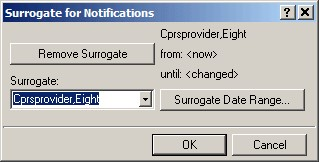 Surrogate for Notifications
Remove Surrogate
Cprsprovider,Eight
from: <now>
until: <changed>
Surrogate:
Cprsprovider,Eight
Surrogate Date Range...
OK
Cancel